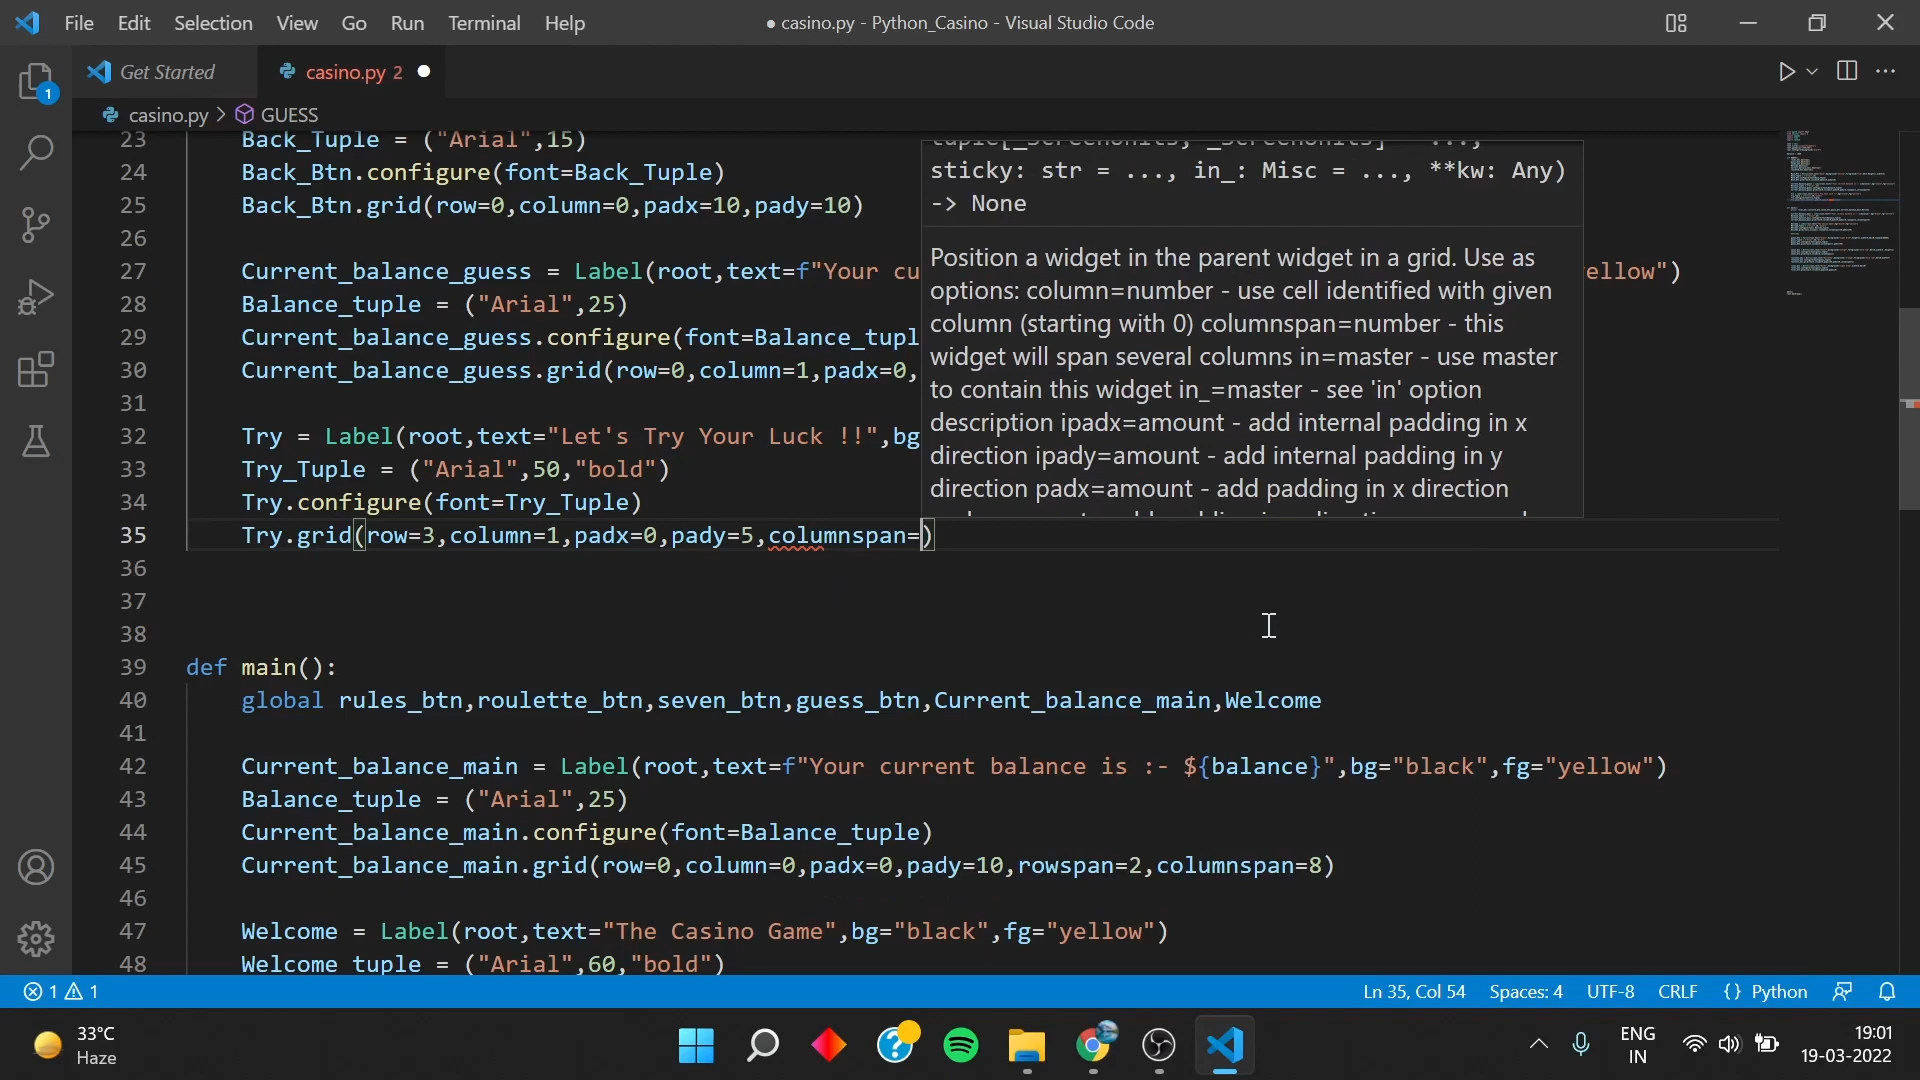 File Edit Selection View Go Run Terminal Help
● casino.py - Python_Casino - Visual Studio Code
Get Started
casino.py 2 ●
casino.py > GUESS
1
23 Back_Tuple = ("Arial",15)
24 Back_Btn.configure(font=Back_Tuple)
25 Back_Btn.grid(row=0,column=0,padx=10,pady=10)
26
27 Current_balance_guess = Label(root,text=f"Your cu
ellow")
28 Balance_tuple = ("Arial",25)
29 Current_balance_guess.configure(font=Balance_tupl
30 Current_balance_guess.grid(row=0,column=1,padx=0,
31
32 Try = Label(root,text="Let's Try Your Luck !!",bg
33 Try_Tuple = ("Arial",50,"bold")
34 Try.configure(font=Try_Tuple)
35 Try.grid(row=3,column=1,padx=0,pady=5,columnspan=)
36
37
38
39 def main():
40 global rules_btn,roulette_btn,seven_btn,guess_btn,Current_balance_main,Welcome
41
42 Current_balance_main = Label(root,text=f"Your current balance is :- ${balance}",bg="black",fg="yellow")
43 Balance_tuple = ("Arial",25)
44 Current_balance_main.configure(font=Balance_tuple)
45 Current_balance_main.grid(row=0,column=0,padx=0,pady=10,rowspan=2,columnspan=8)
46
47 Welcome = Label(root,text="The Casino Game",bg="black",fg="yellow")
48 Welcome_tuple = ("Arial",60,"bold")
sticky: str = ..., in_: Misc = ..., **kw: Any)
-> None
Position a widget in the parent widget in a grid. Use as
options: column=number - use cell identified with given
column (starting with 0) columnspan=number - this
widget will span several columns in=master - use master
to contain this widget in_=master - see 'in' option
description ipadx=amount - add internal padding in x
direction ipady=amount - add internal padding in y
direction padx=amount - add padding in x direction
1 1
Ln 35, Col 54 Spaces: 4 UTF-8 CRLF {} Python
33°C
Haze
ENG
IN
19:01
19-03-2022